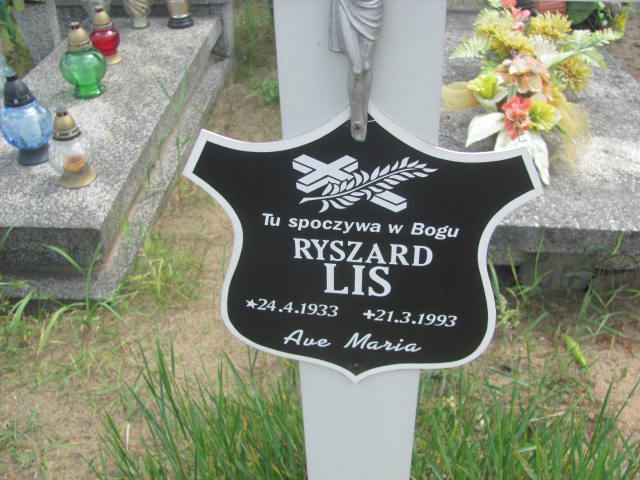 Tu spoczywa w Bogu
RYSZARD
LIS
*24.4.1933 +21.3.1993
Ave Maria